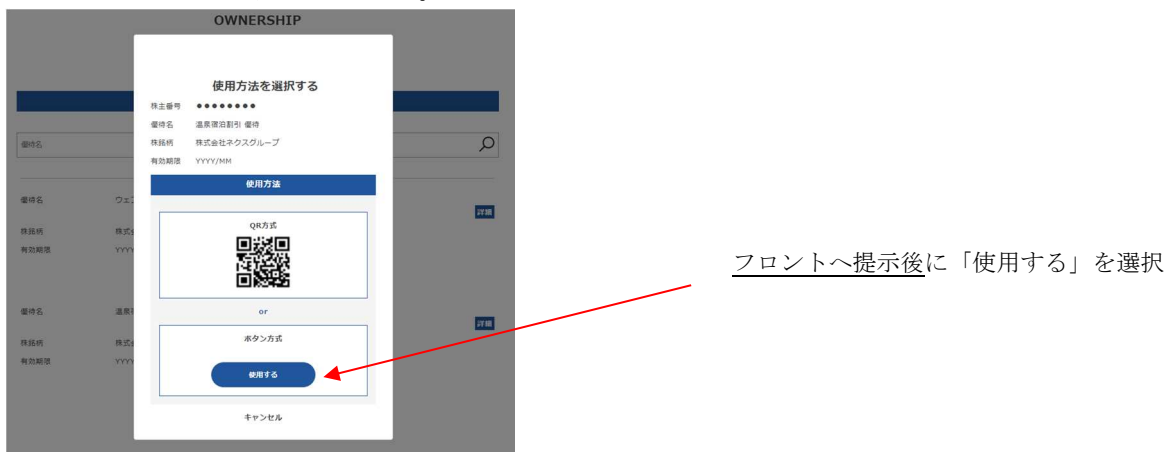 OWNERSHIP
使用方法を選択する
株主番号 ●●●●●●●●
優待名 温泉宿泊割引 優待
株銘柄 株式会社ネクスグループ
有効期限 YYYY/MM
使用方法
QR方式
or
ボタン方式
使用する
キャンセル
優待名
優待名 ウェ
詳細
株銘柄 株式
有効期限 YYYY
優待名 温泉
詳細
株銘柄 株式
有効期限 YYYY
フロントへ提示後に「使用する」を選択